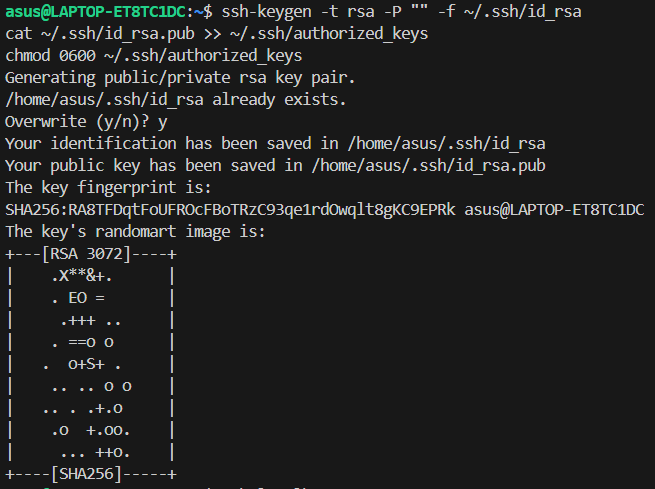 asus@LAPTOP-ET8TC1DC:~$ ssh-keygen -t rsa -P "" -f ~/.ssh/id_rsa
cat ~/.ssh/id_rsa.pub >> ~/.ssh/authorized_keys
chmod 0600 ~/.ssh/authorized_keys
Generating public/private rsa key pair.
/home/asus/.ssh/id_rsa already exists.
Overwrite (y/n)? y
Your identification has been saved in /home/asus/.ssh/id_rsa
Your public key has been saved in /home/asus/.ssh/id_rsa.pub
The key fingerprint is:
SHA256:RA8TFDqtFoUFROcFBoTRzC93qe1rdOwqlt8gKC9EPRk asus@LAPTOP-ET8TC1DC
The key's randomart image is:
+---[RSA 3072]----+
|    .X**&+.      |
|    . EO =       |
|     .+++ ..     |
|    . ==o o      |
|   .  o+S+ .     |
|    .. .. o o    |
|   .. . .+.o     |
|    .o  +.oo.    |
|     ... ++o.    |
+----[SHA256]-----+